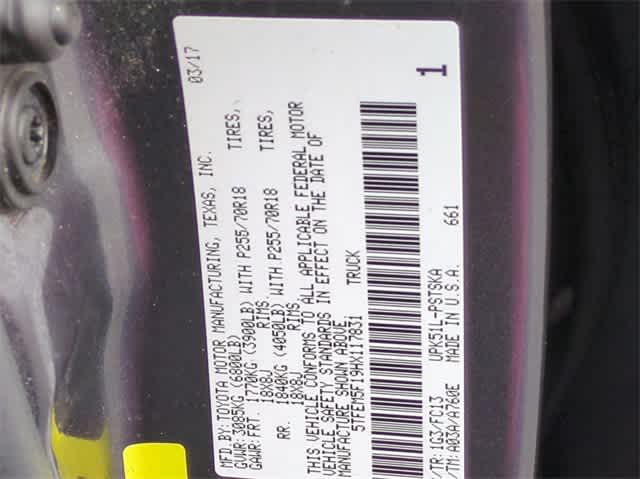 MFD.BY: TOYOTA MOTOR MANUFACTURING, TEXAS, INC. 03/17
GVWR: 3085KG (6800LB)
GAWR: FRT. 1770KG (3900LB) WITH P255/70R18 TIRES,
18X8J RIMS,
RR. 1840KG (4050LB) WITH P255/70R18 TIRES,
18X8J RIMS
THIS VEHICLE CONFORMS TO ALL APPLICABLE FEDERAL MOTOR
VEHICLE SAFETY STANDARDS IN EFFECT ON THE DATE OF
MANUFACTURE SHOWN ABOVE.
5TFEM5F19HX117831 TRUCK
1
/TR: 1G3/FC13 UPK51L-PSTSKA 661
/TM: A03A/A760E MADE IN U.S.A.